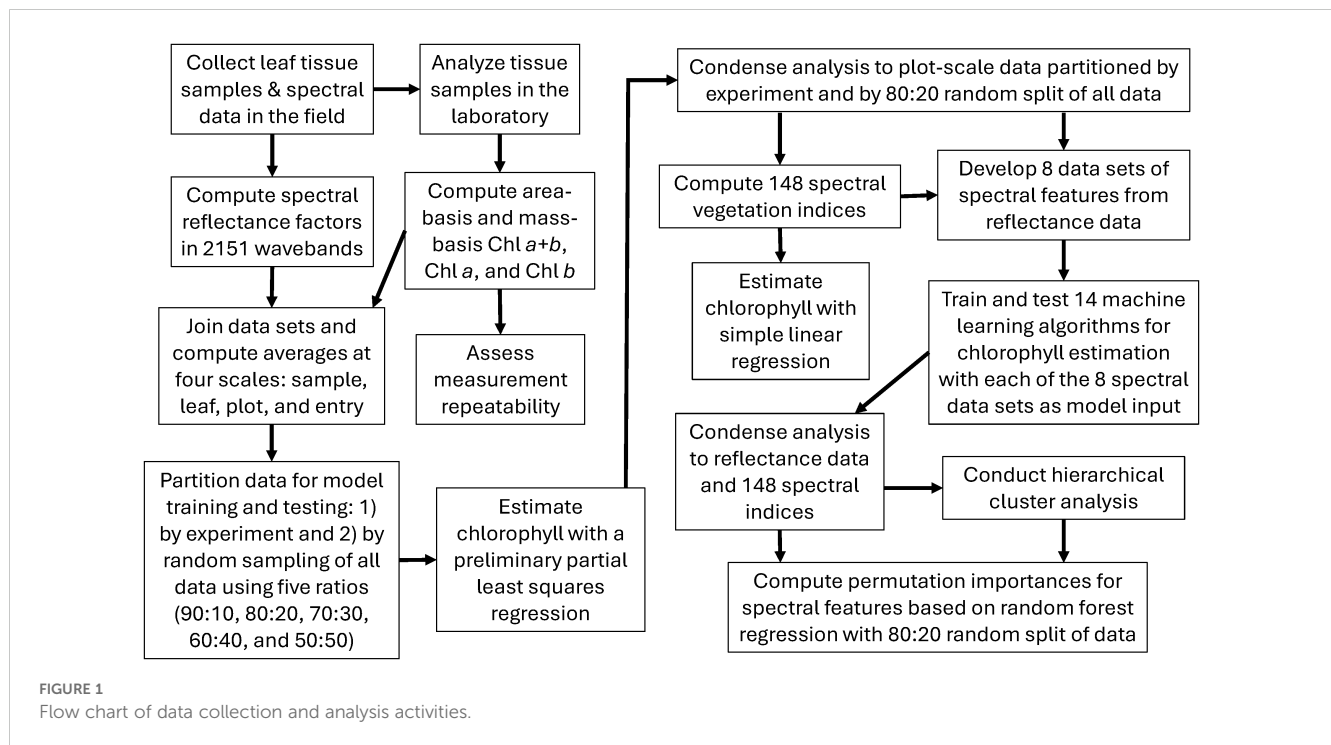 Collect leaf tissue
samples & spectral
data in the field
Analyze tissue
samples in the
laboratory
Compute spectral
reflectance factors
in 2151 wavebands
Compute area-
basis and mass-
basis Chl a+b,
Chl a, and Chl b
Join data sets and
compute averages at
four scales: sample,
leaf, plot, and entry
Assess
measurement
repeatability
Partition data for model
training and testing: 1)
by experiment and 2) by
random sampling of all
data using five ratios
(90:10, 80:20, 70:30,
60:40, and 50:50)
Estimate
chlorophyll with a
preliminary partial
least squares
regression
Condense analysis to plot-scale data partitioned by
experiment and by 80:20 random split of all data
Compute 148 spectral
vegetation indices
Develop 8 data sets of
spectral features from
reflectance data
Estimate
chlorophyll with
simple linear
regression
Train and test 14 machine
learning algorithms for
chlorophyll estimation
with each of the 8 spectral
data sets as model input
Condense analysis
to reflectance data
and 148 spectral
indices
Conduct hierarchical
cluster analysis
Compute permutation importances for
spectral features based on random forest
regression with 80:20 random split of data
FIGURE 1
Flow chart of data collection and analysis activities.